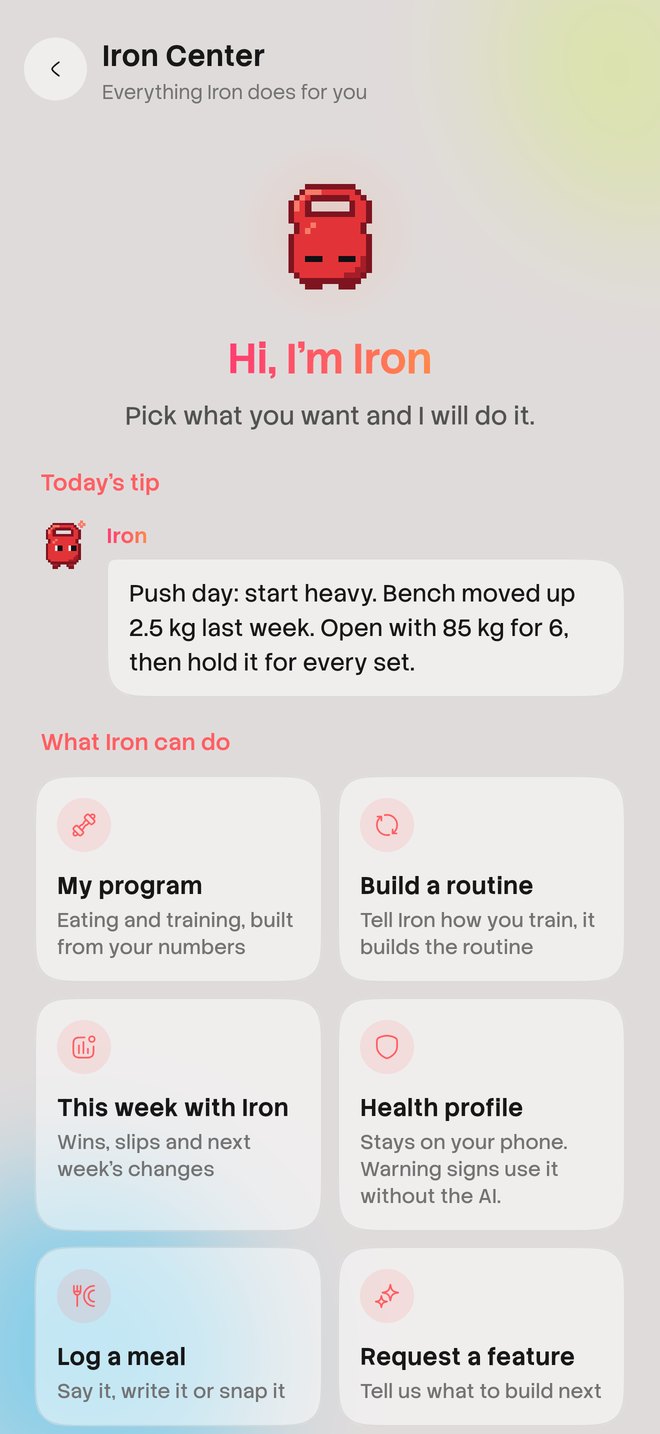 Iron Center
Everything Iron does for you
Hi, I’m Iron
Pick what you want and I will do it.
Today’s tip
Iron
Push day: start heavy. Bench moved up
2.5 kg last week. Open with 85 kg for 6,
then hold it for every set.
What Iron can do
My program
Eating and training, built
from your numbers
Build a routine
Tell Iron how you train, it
builds the routine
This week with Iron
Wins, slips and next
week’s changes
Health profile
Stays on your phone.
Warning signs use it
without the AI.
Log a meal
Say it, write it or snap it
Request a feature
Tell us what to build next